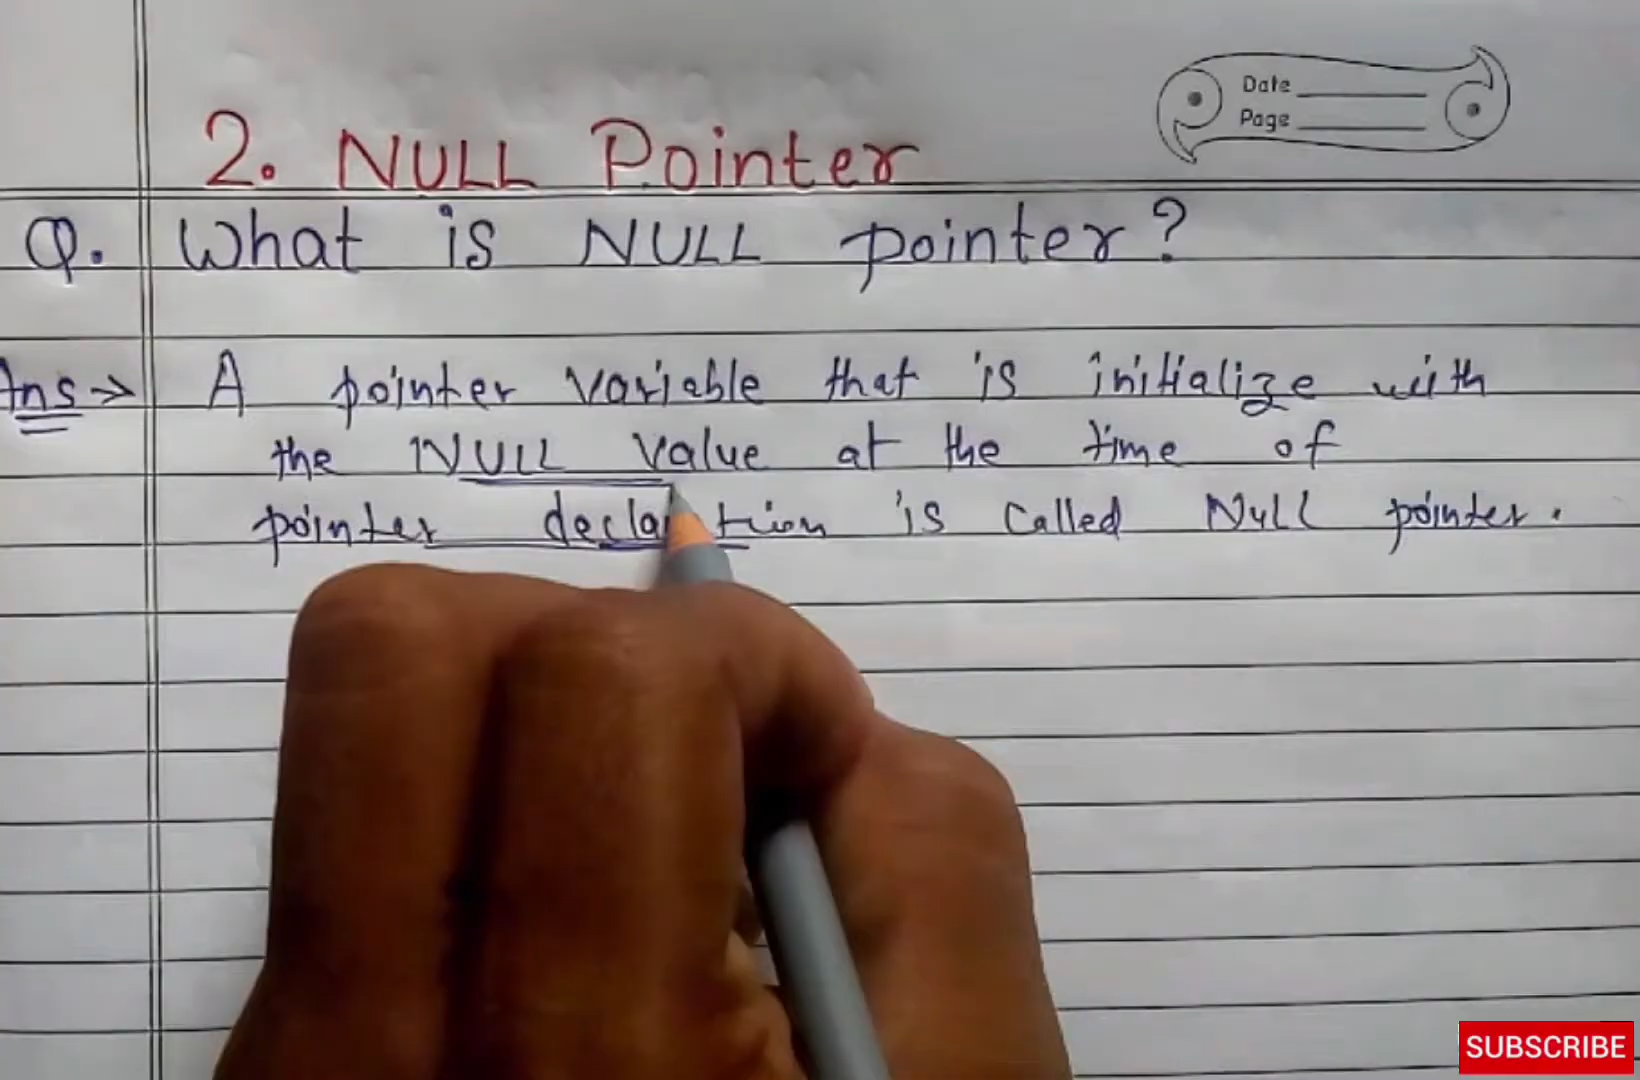 Date
Page
2. NULL Pointer
Q. What is NULL pointer?
Ans → A pointer variable that is initialize with
the NULL value at the time of
pointer is called NULL pointer.
SUBSCRIBE